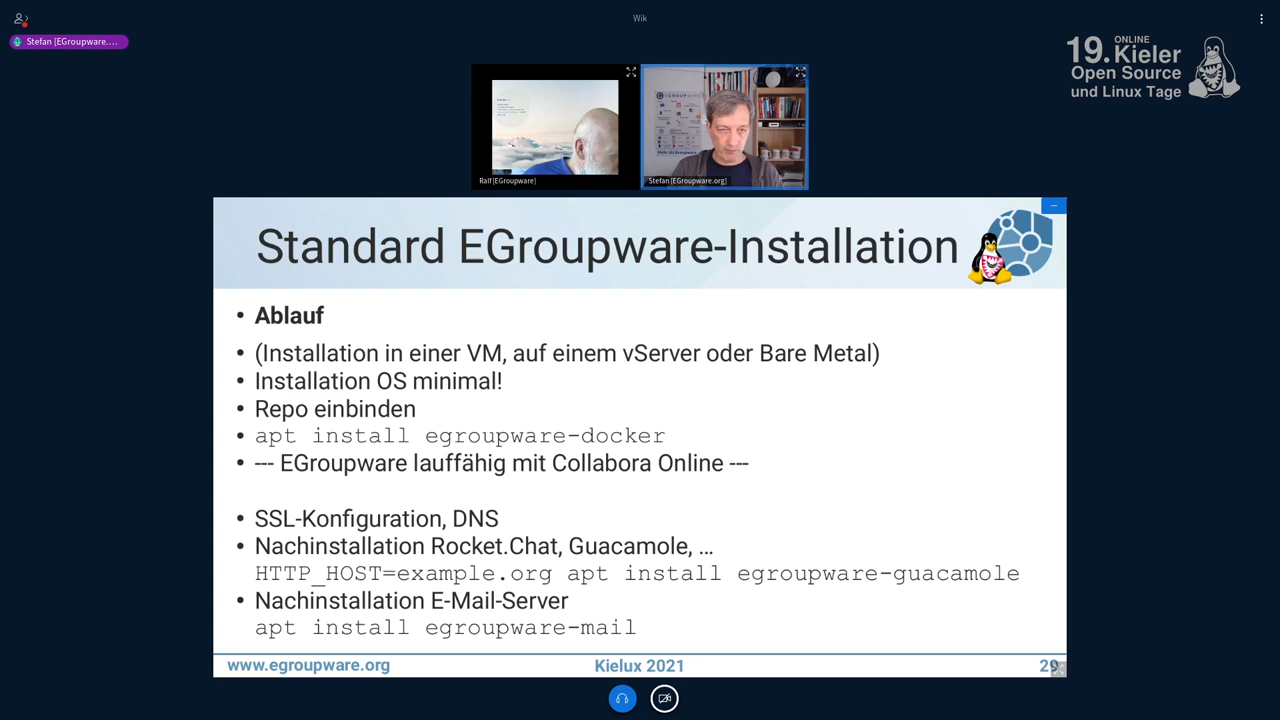 Wik
Stefan [EGroupware....
19. ONLINE Kieler
Open Source
und Linux Tage
EGROUPWARE
Ralf [EGroupware]
Stefan [EGroupware.org]
Standard EGroupware-Installation
• Ablauf
• (Installation in einer VM, auf einem vServer oder Bare Metal)
• Installation OS minimal!
• Repo einbinden
• apt install egroupware-docker
• --- EGroupware lauffähig mit Collabora Online ---
• SSL-Konfiguration, DNS
• Nachinstallation Rocket.Chat, Guacamole, …
HTTP_HOST=example.org apt install egroupware-guacamole
• Nachinstallation E-Mail-Server
apt install egroupware-mail
www.egroupware.org Kielux 2021 29